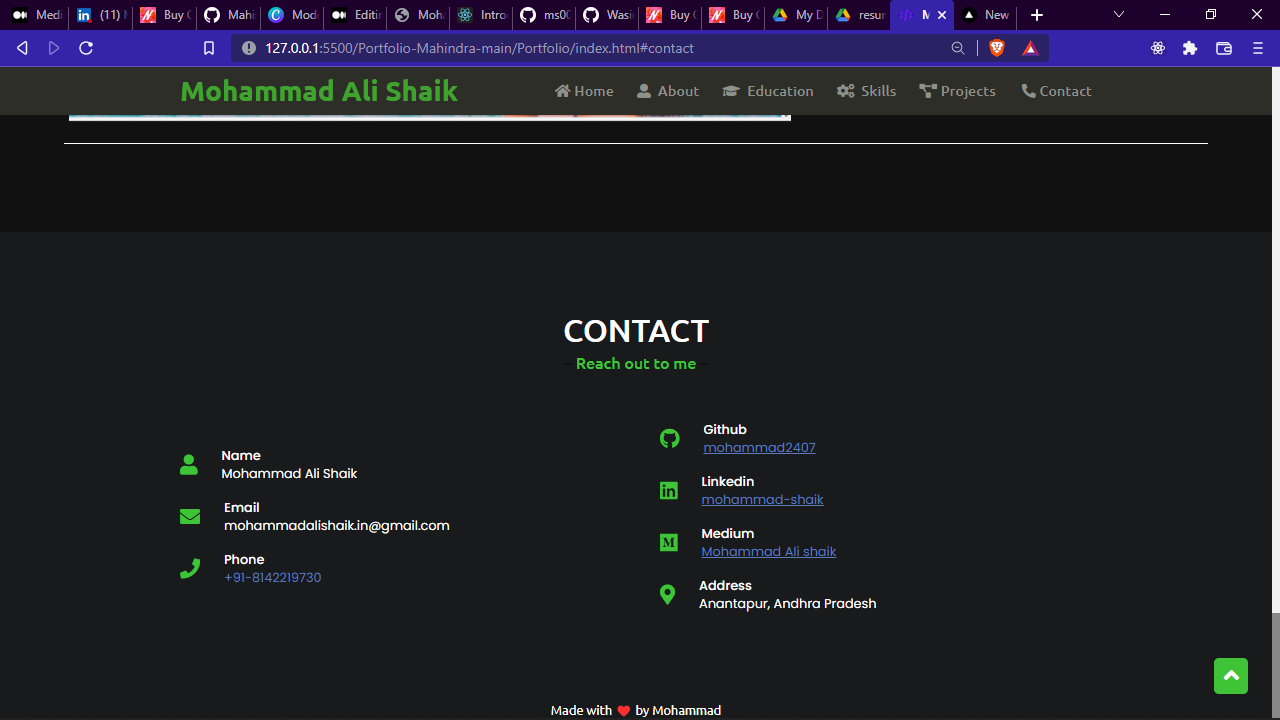 Medi
(11)
Buy
Mahi
Mod
Editin
Moha
Intro
ms00
Wasi
Buy
Buy
My D
resur
New
127.0.0.1:5500/Portfolio-Mahindra-main/Portfolio/index.html#contact
Mohammad Ali Shaik
Home
About
Education
Skills
Projects
Contact
CONTACT
Reach out to me
Name
Mohammad Ali Shaik
Email
mohammadalishaik.in@gmail.com
Phone
+91-8142219730
Github
mohammad2407
Linkedin
mohammad-shaik
Medium
Mohammad Ali shaik
Address
Anantapur, Andhra Pradesh
Made with ❤ by Mohammad